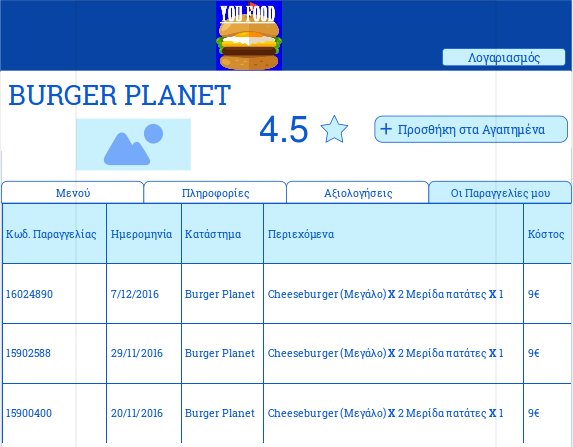 YOU FOOD
Λογαριασμός
BURGER PLANET
4.5
+ Προσθήκη στα Αγαπημένα
Μενού Πληροφορίες Αξιολογήσεις Οι Παραγγελίες μου
Κωδ. Παραγγελίας Ημερομηνία Κατάστημα Περιεχόμενα Κόστος
16024890 7/12/2016 Burger Planet Cheeseburger (Μεγάλο) X 2 Μερίδα πατάτες X 1 9€
15902588 29/11/2016 Burger Planet Cheeseburger (Μεγάλο) X 2 Μερίδα πατάτες X 1 9€
15900400 20/11/2016 Burger Planet Cheeseburger (Μεγάλο) X 2 Μερίδα πατάτες X 1 9€